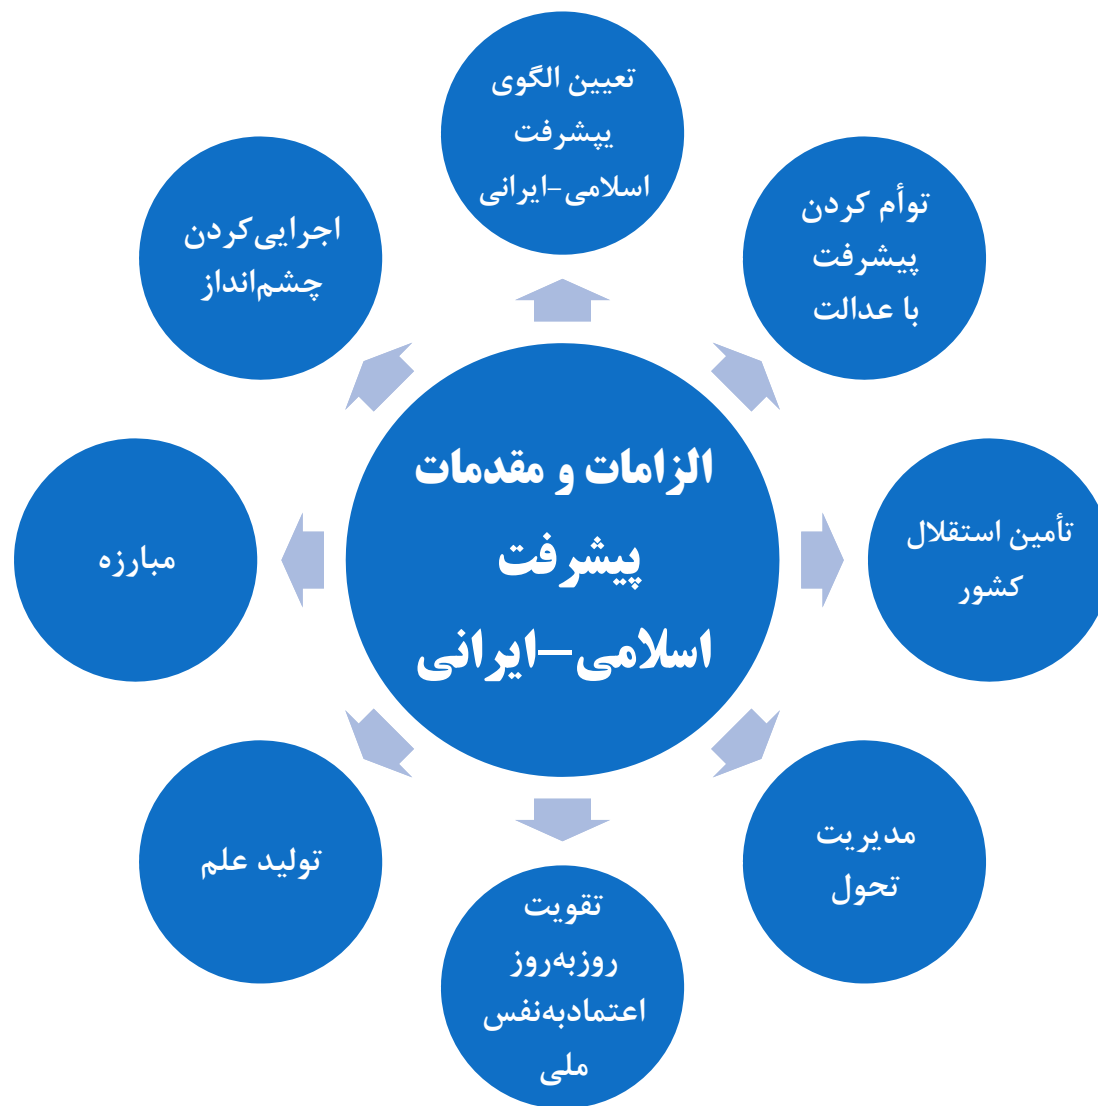 تعیین الگوی
پیشرفت
اسلامی-ایرانی
توأم کردن
پیشرفت
با عدالت
تأمین استقلال
کشور
مدیریت
تحول
تقویت
روزبه‌روز
اعتمادبه‌نفس
ملی
تولید علم
مبارزه
اجرایی‌کردن
چشم‌انداز
الزامات و مقدمات
پیشرفت
اسلامی-ایرانی